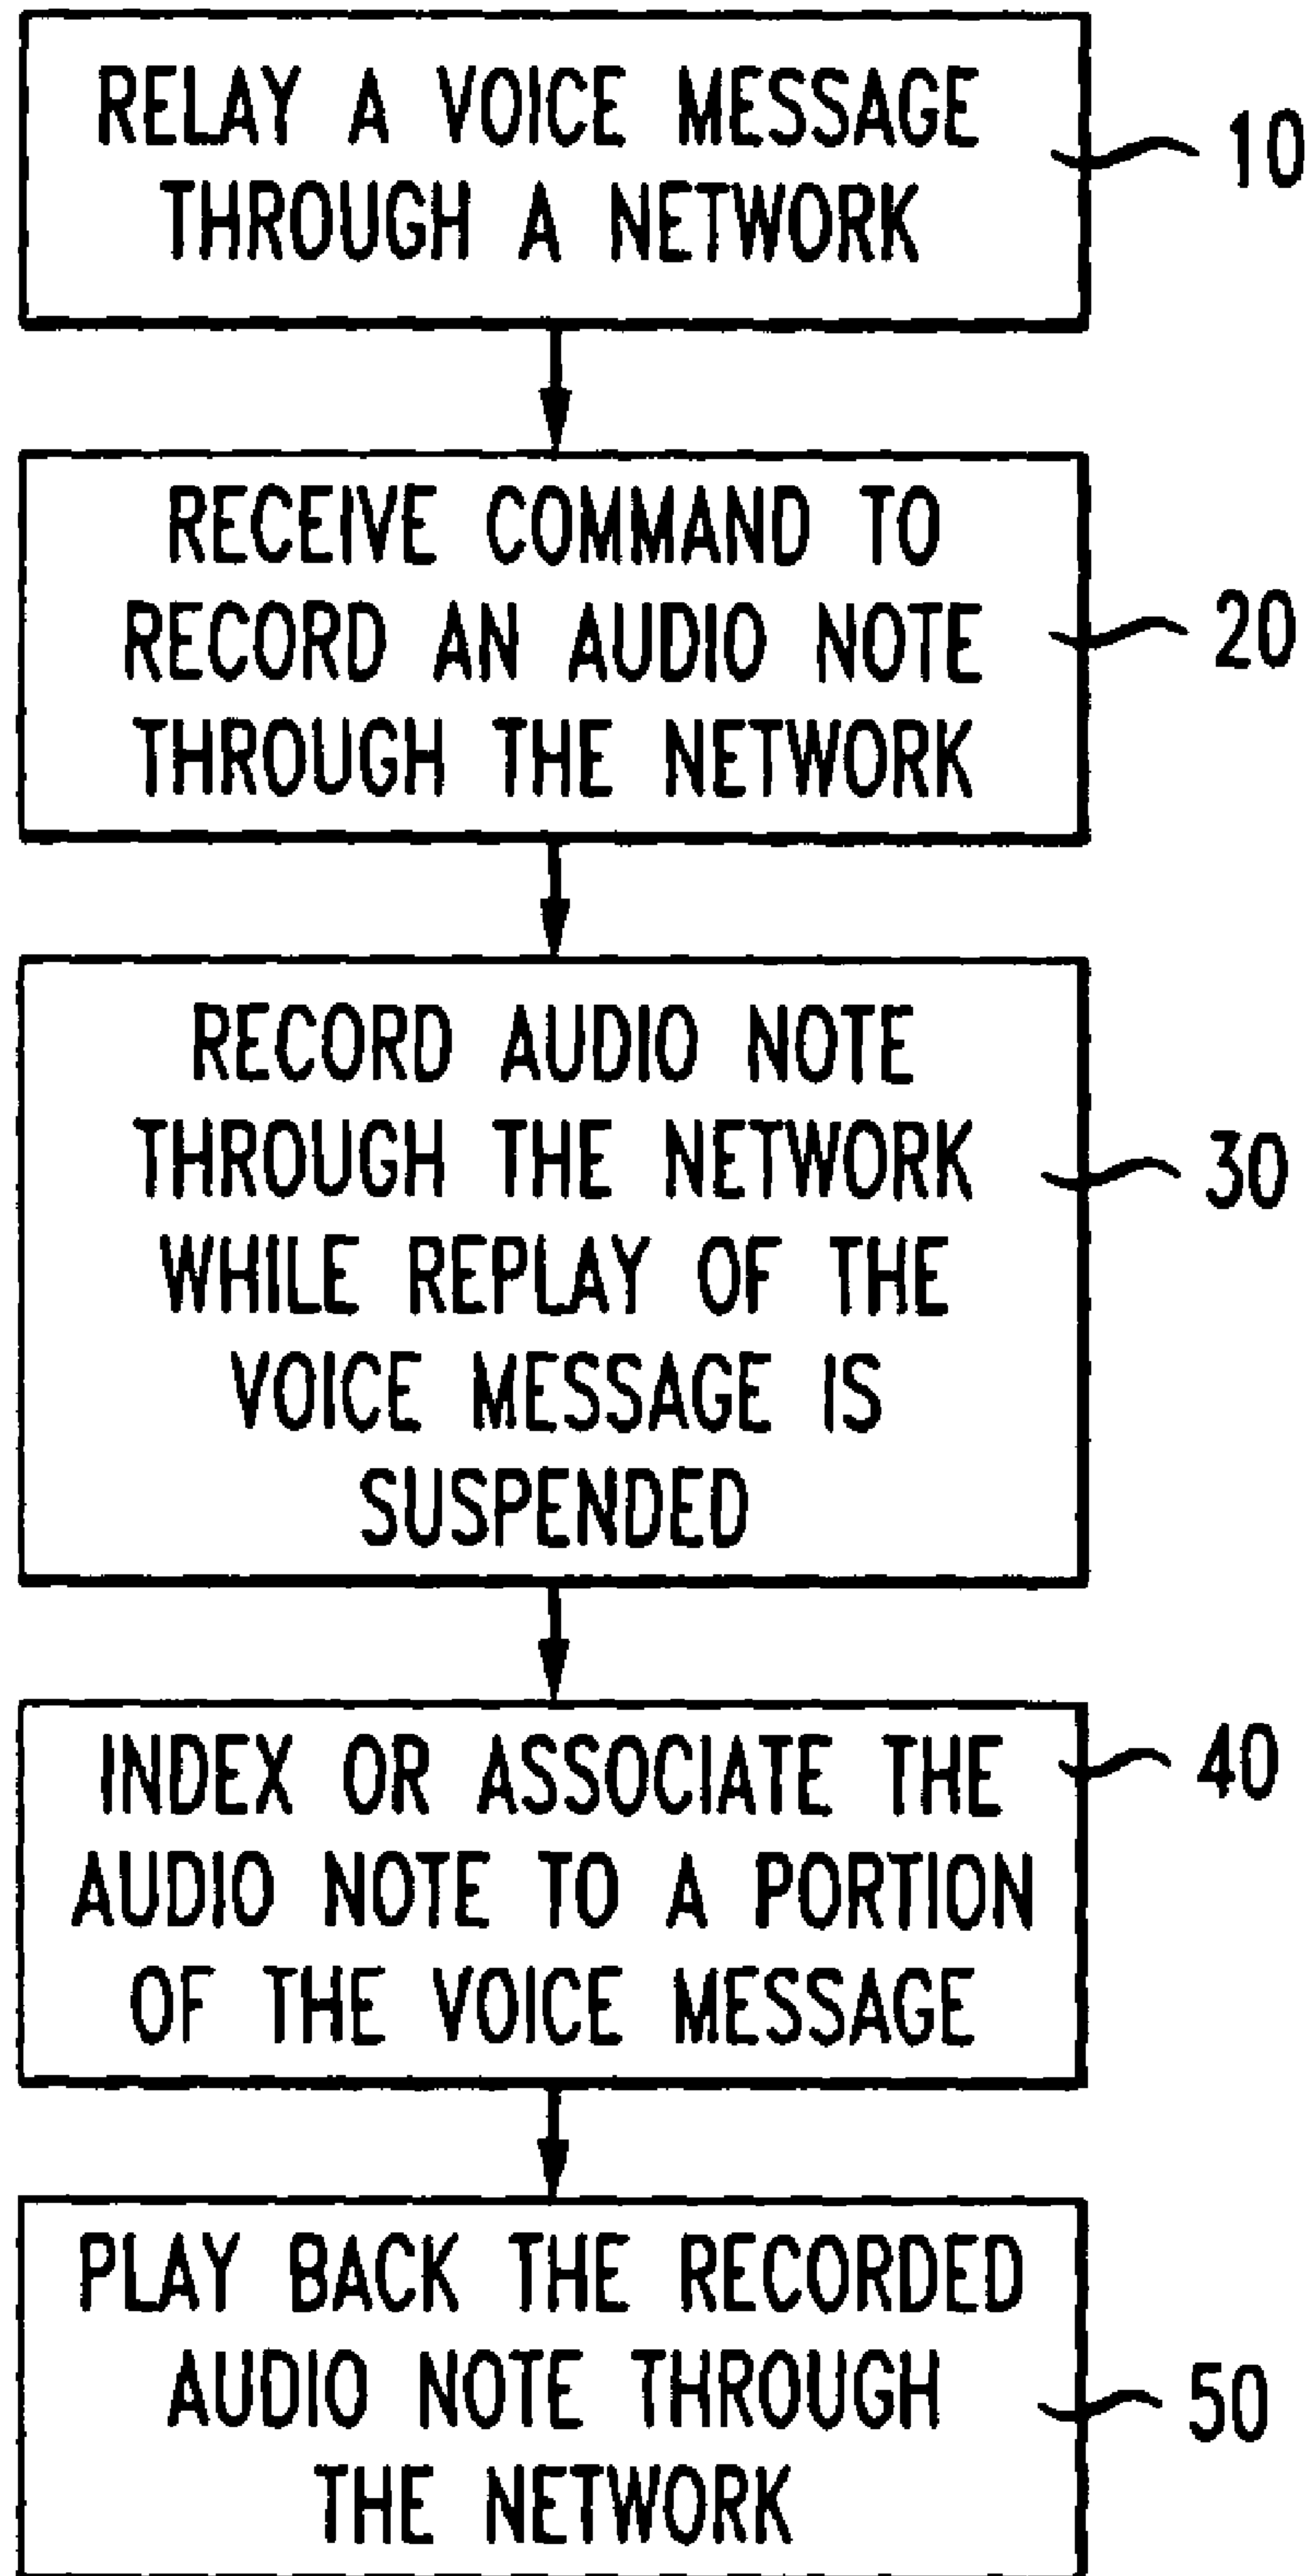 RELAY A VOICE MESSAGE
THROUGH A NETWORK
10
RECEIVE COMMAND TO
RECORD AN AUDIO NOTE
THROUGH THE NETWORK
20
RECORD AUDIO NOTE
THROUGH THE NETWORK
WHILE REPLAY OF THE
VOICE MESSAGE IS
SUSPENDED
30
INDEX OR ASSOCIATE THE
AUDIO NOTE TO A PORTION
OF THE VOICE MESSAGE
40
PLAY BACK THE RECORDED
AUDIO NOTE THROUGH
THE NETWORK
50